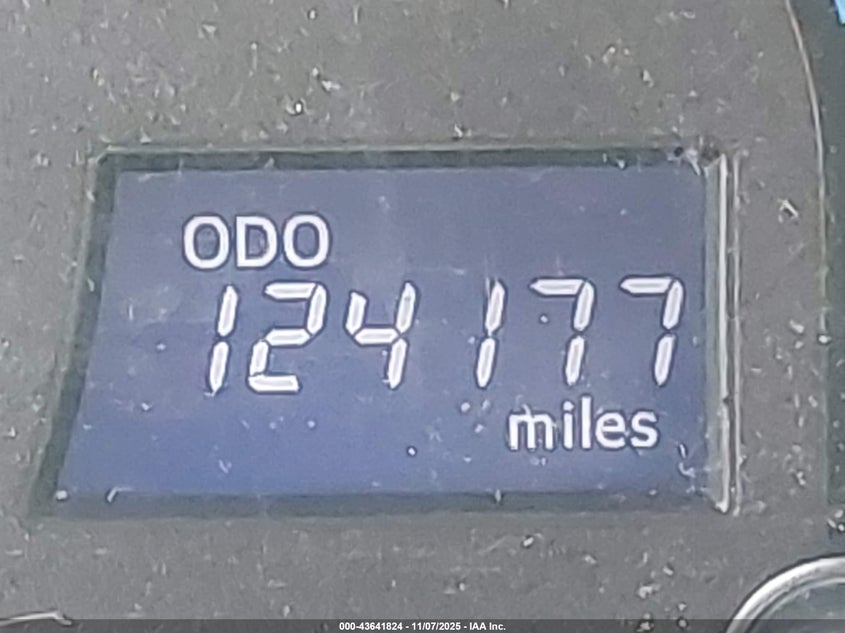 ODO
124177
miles
000-43641824 - 11/07/2025 - IAA Inc.